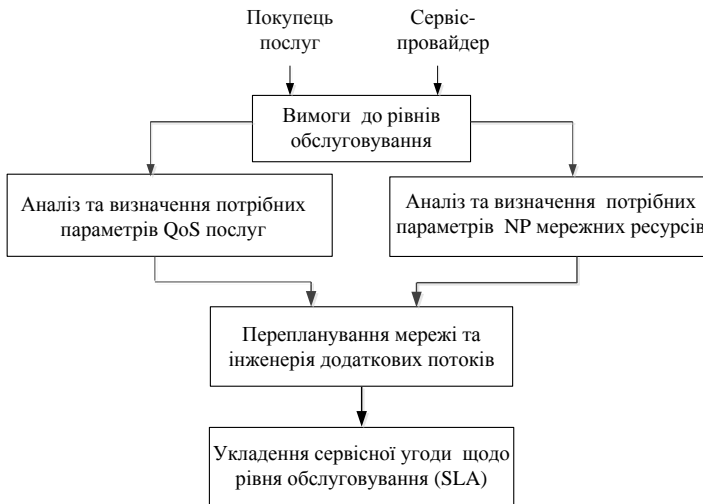 Покупець
послуг
Сервіс-
провайдер
Вимоги до рівнів
обслуговування
Аналіз та визначення потрібних
параметрів QoS послуг
Аналіз та визначення потрібних
параметрів NP мережних ресурсів
Перепланування мережі та
інженерія додаткових потоків
Укладення сервісної угоди щодо
рівня обслуговування (SLA)